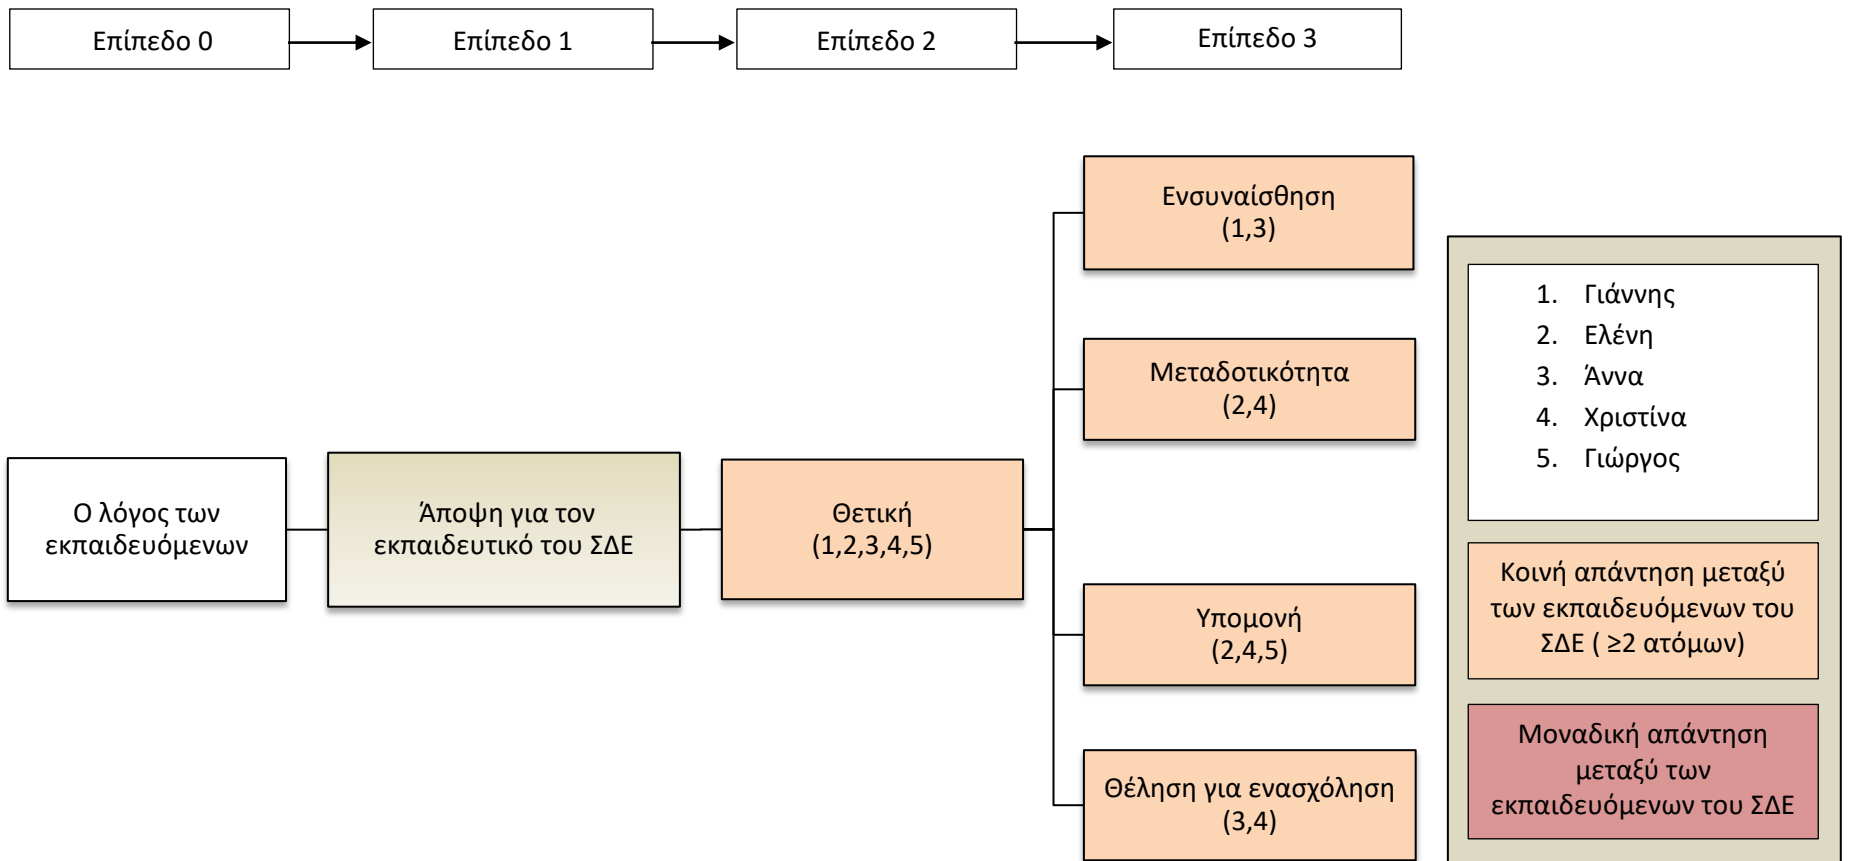 Επίπεδο 0
Επίπεδο 1
Επίπεδο 2
Επίπεδο 3
Ο λόγος των
εκπαιδευόμενων
Άποψη για τον
εκπαιδευτικό του ΣΔΕ
Θετική
(1,2,3,4,5)
Ενσυναίσθηση
(1,3)
Μεταδοτικότητα
(2,4)
Υπομονή
(2,4,5)
Θέληση για ενασχόληση
(3,4)
1. Γιάννης
2. Ελένη
3. Άννα
4. Χριστίνα
5. Γιώργος
Κοινή απάντηση μεταξύ
των εκπαιδευόμενων του
ΣΔΕ ( ≥2 ατόμων)
Μοναδική απάντηση
μεταξύ των
εκπαιδευόμενων του ΣΔΕ